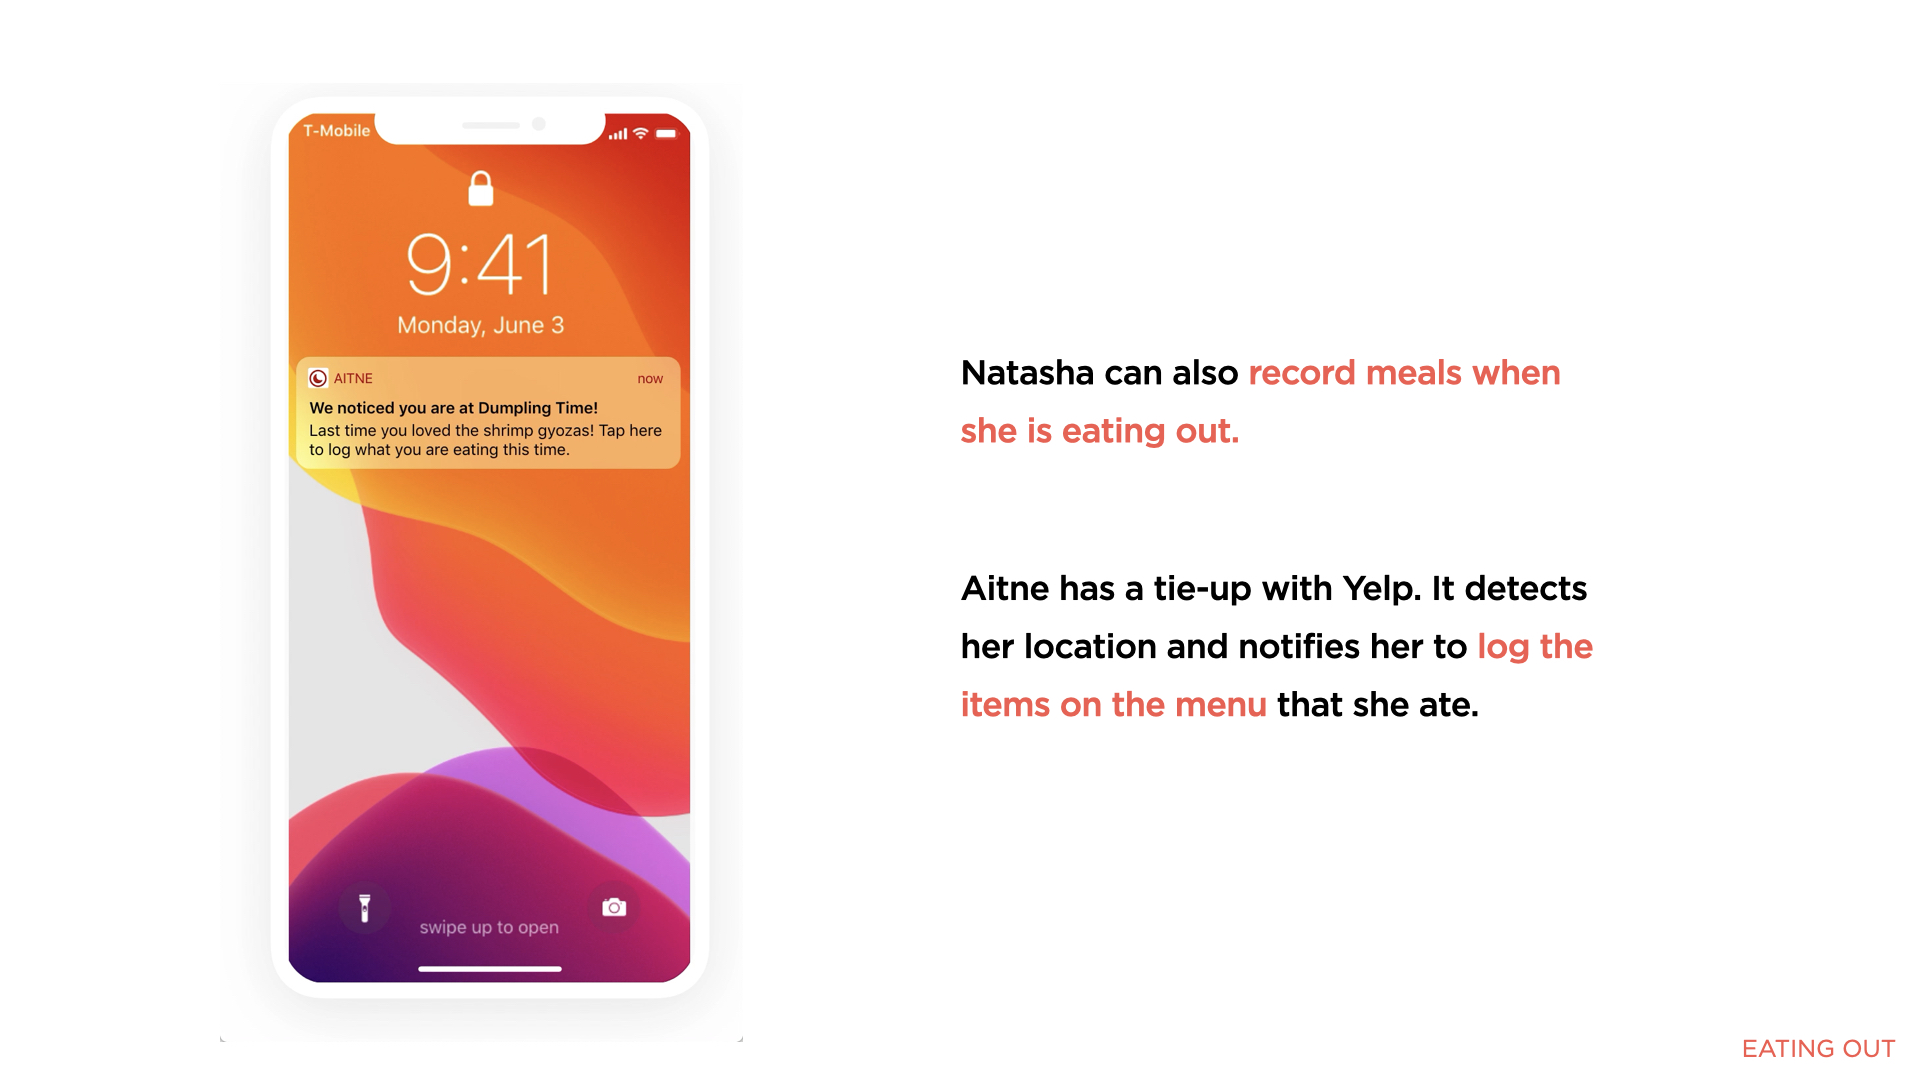 T-Mobile
9:41
Monday, June 3
AITNE now
We noticed you are at Dumpling Time!
Last time you loved the shrimp gyozas! Tap here
to log what you are eating this time.
swipe up to open
Natasha can also record meals when
she is eating out.
Aitne has a tie-up with Yelp. It detects
her location and notifies her to log the
items on the menu that she ate.
EATING OUT